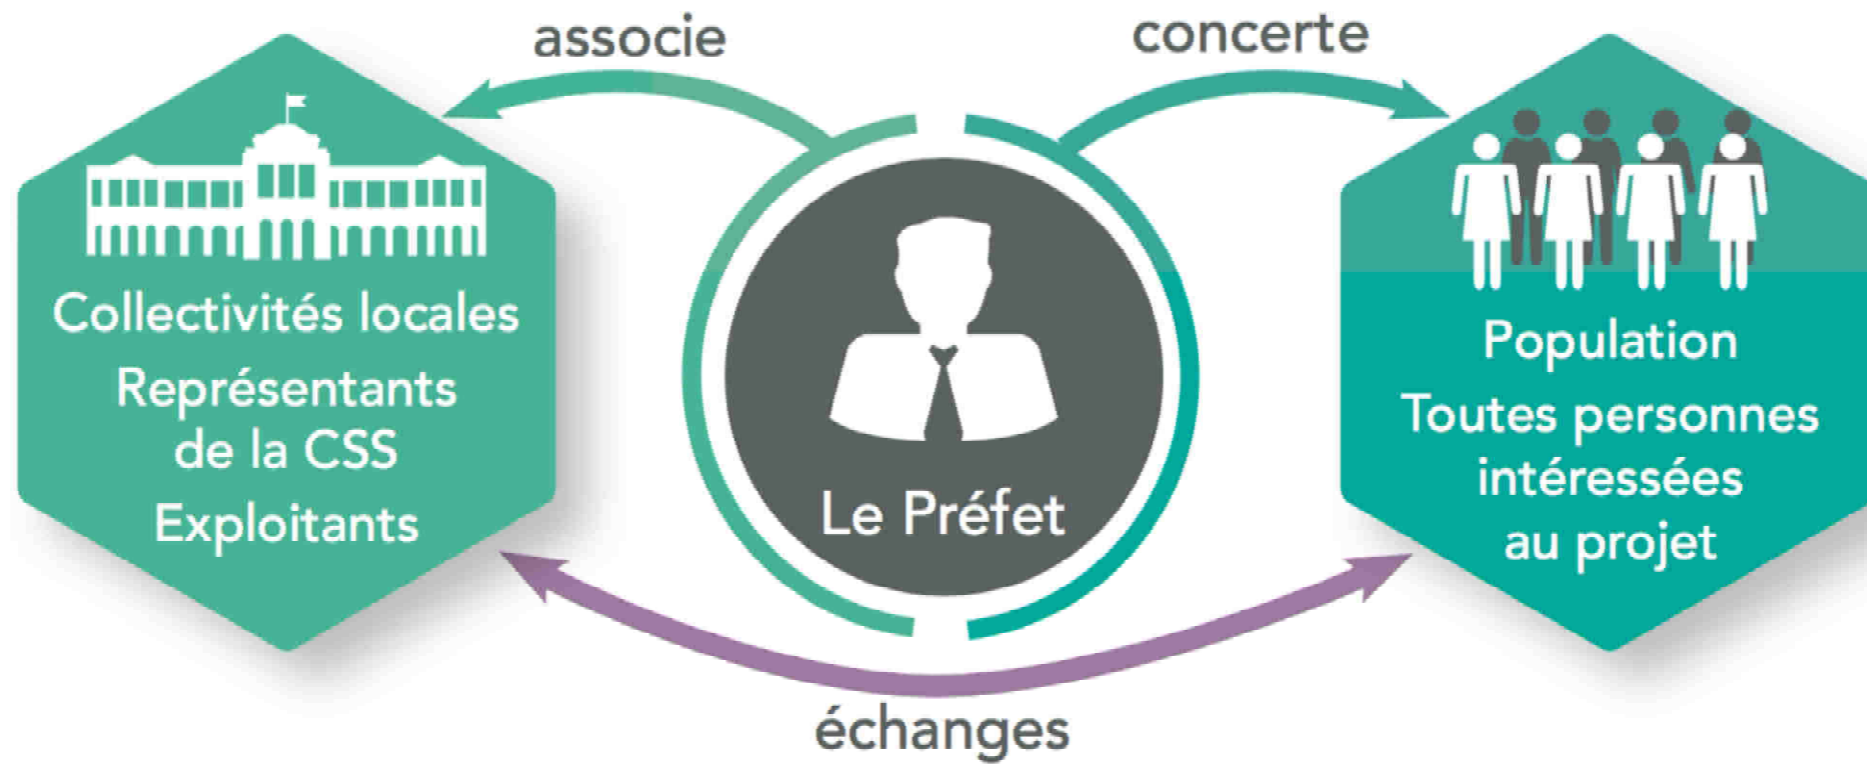 associe
concerte
Collectivités locales
Représentants
de la CSS
Exploitants
Le Préfet
Population
Toutes personnes
intéressées
au projet
échanges